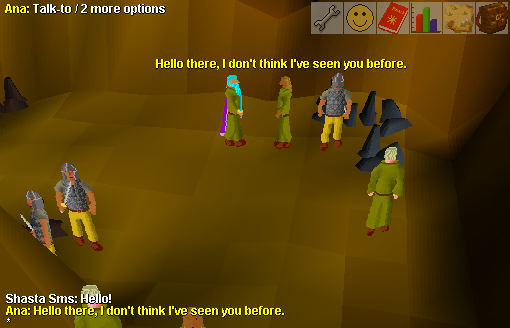 Ana: Talk-to / 2 more options
Hello there, I don't think I've seen you before.
Shasta Sms: Hello!
Ana: Hello there, I don't think I've seen you before.
*